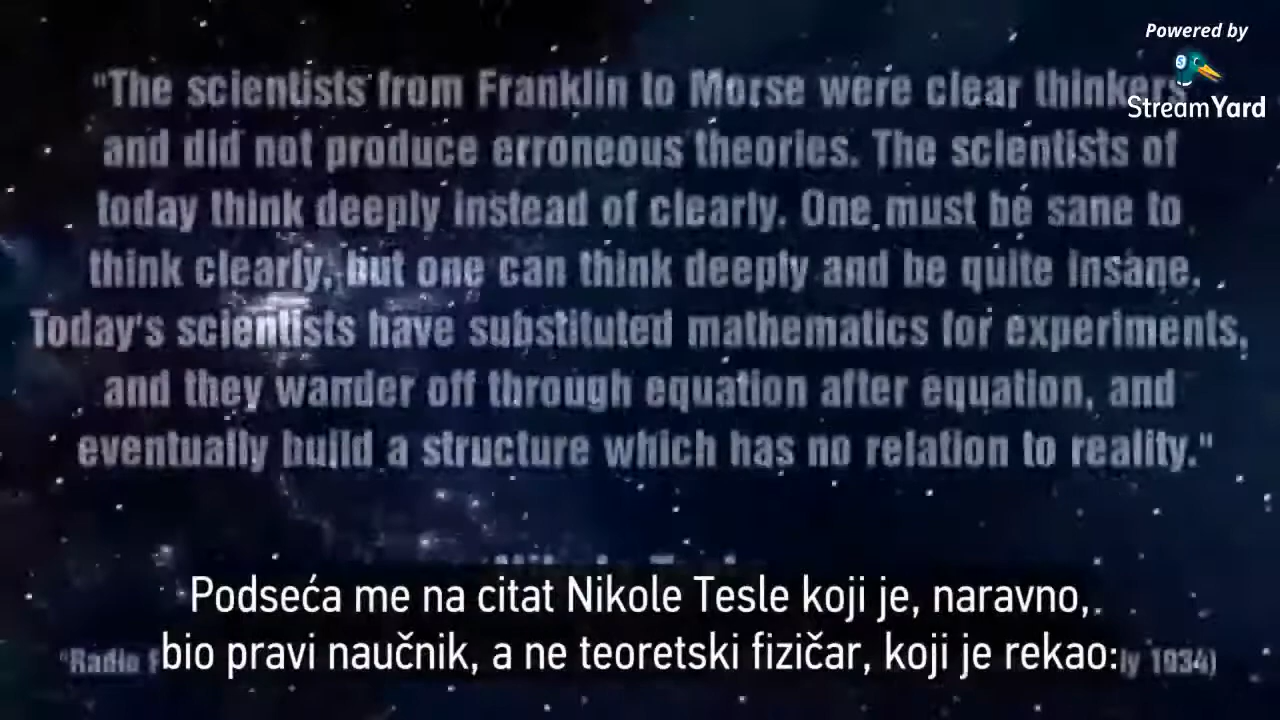 Powered by
StreamYard
"The scientists from Franklin to Morse were clear thinkers
and did not produce erroneous theories. The scientists of
today think deeply instead of clearly. One must be sane to
think clearly, but one can think deeply and be quite insane.
Today's scientists have substituted mathematics for experiments,
and they wander off through equation after equation, and
eventually build a structure which has no relation to reality."
Podseća me na citat Nikole Tesle koji je, naravno,
bio pravi naučnik, a ne teoretski fizičar, koji je rekao:
"Radio 1934)